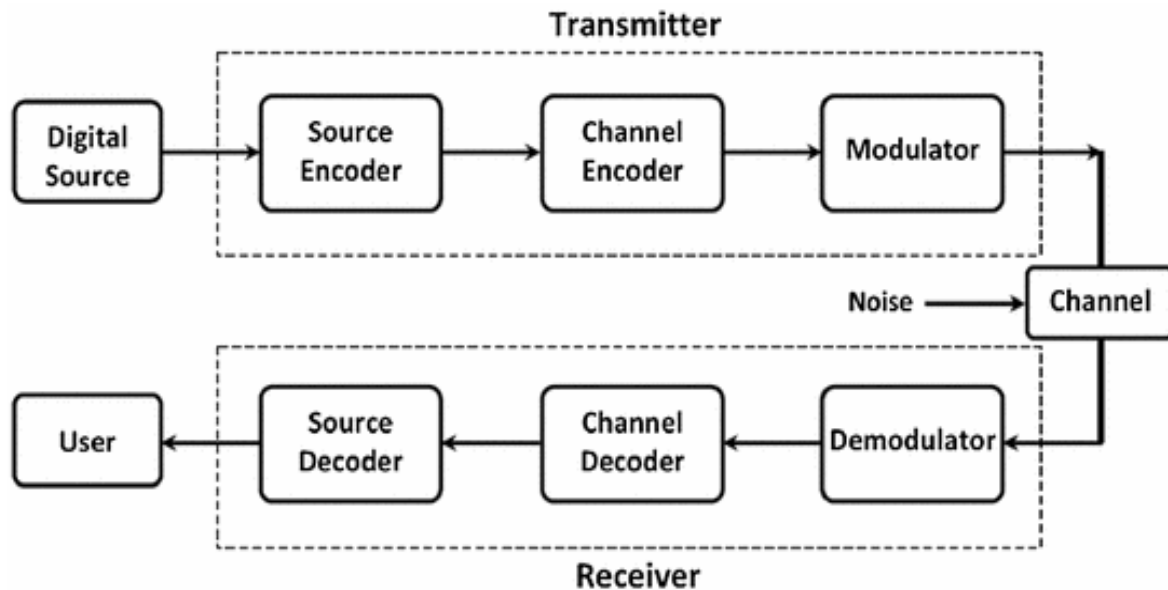 Transmitter
Digital
Source
Source
Encoder
Channel
Encoder
Modulator
Noise
Channel
User
Source
Decoder
Channel
Decoder
Demodulator
Receiver